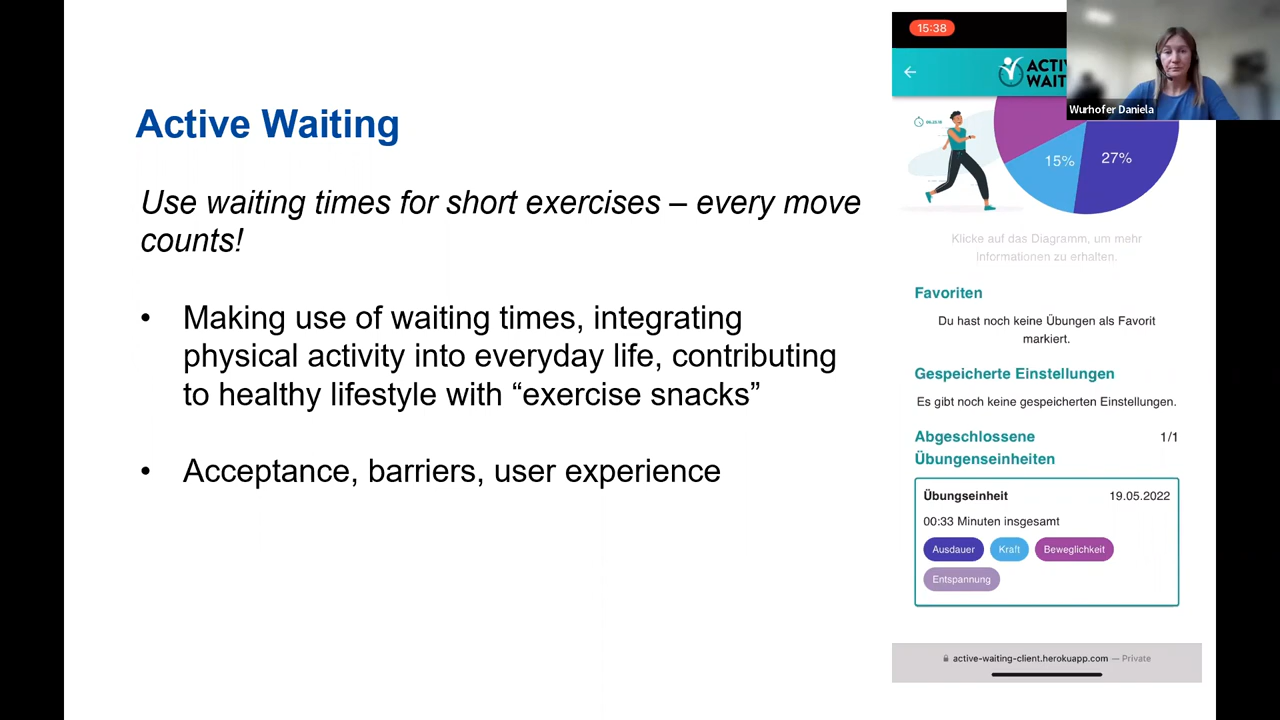 Active Waiting
Use waiting times for short exercises – every move
counts!
• Making use of waiting times, integrating
physical activity into everyday life, contributing
to healthy lifestyle with “exercise snacks”
• Acceptance, barriers, user experience
15:38
Wurhofer Daniela
15%
27%
Klicke auf das Diagramm, um mehr
Informationen zu erhalten.
Favoriten
Du hast noch keine Übungen als Favorit
markiert.
Gespeicherte Einstellungen
Es gibt noch keine gespeicherten Einstellungen.
Abgeschlossene 1/1
Übungenseinheiten
Übungseinheit 19.05.2022
00:33 Minuten insgesamt
Ausdauer Kraft Beweglichkeit
Entspannung
active-waiting-client.herokuapp.com — Private